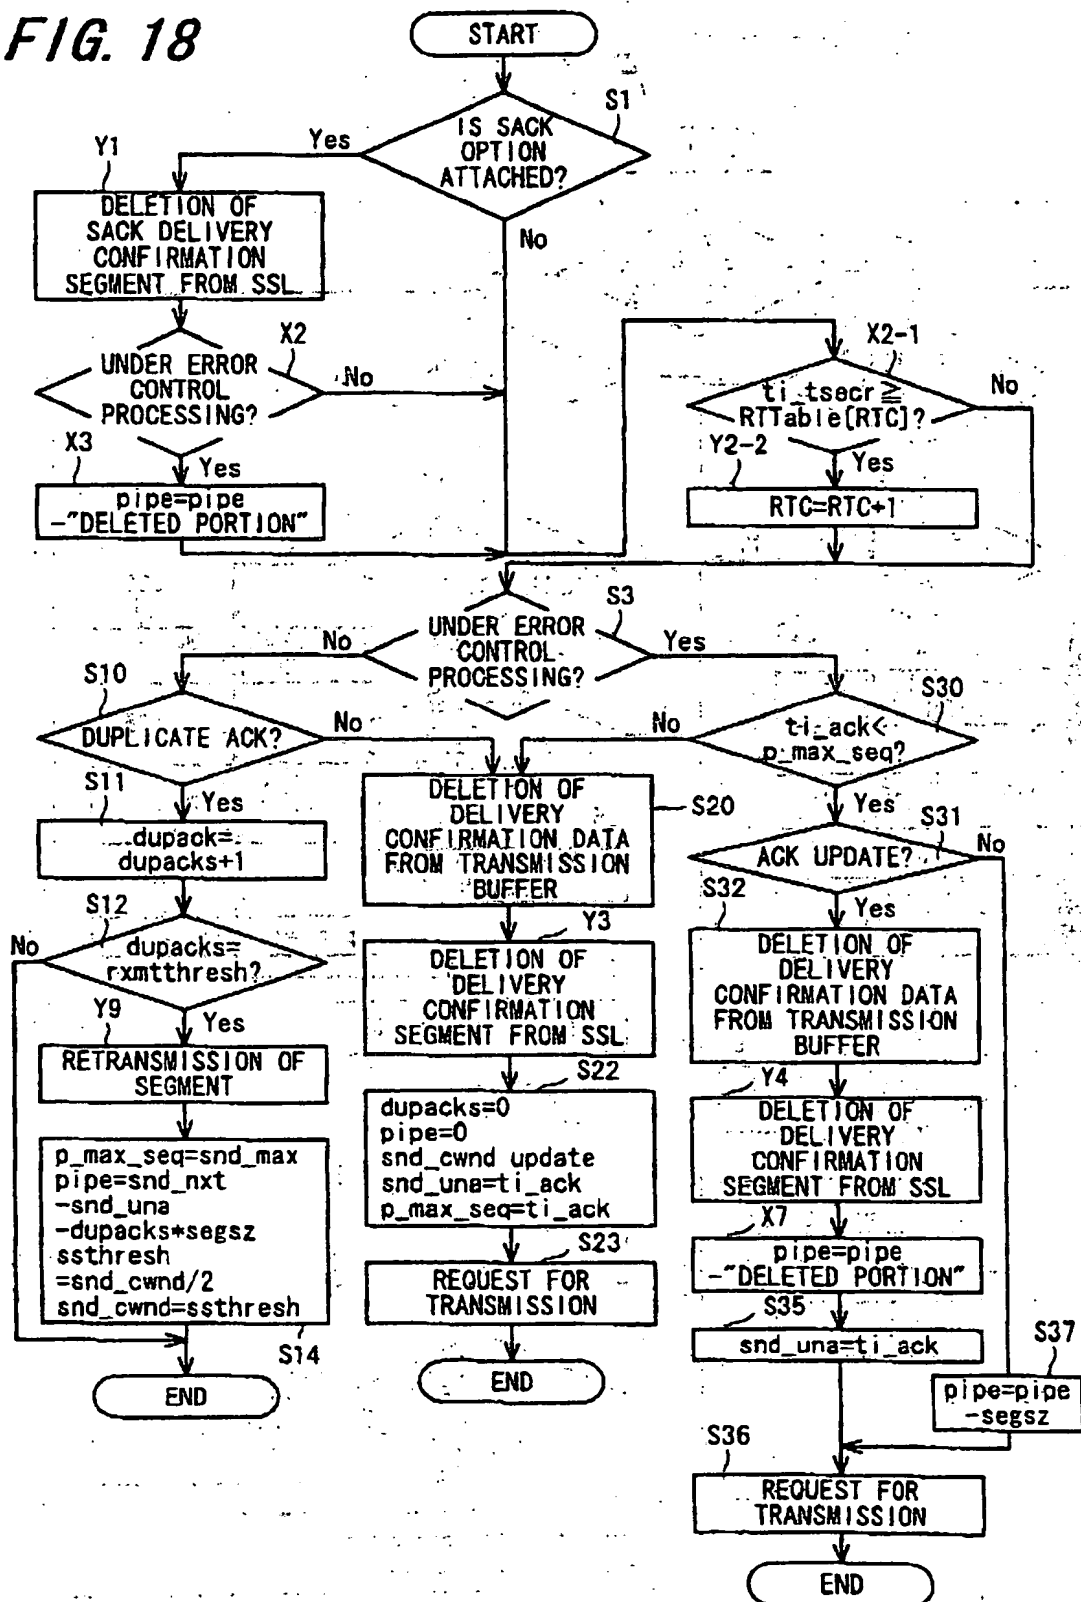 FIG. 18
START
S1
IS SACK
OPTION
ATTACHED?
Yes
No
Y1
DELETION OF
SACK DELIVERY
CONFIRMATION
SEGMENT FROM SSL
X2
UNDER ERROR
CONTROL
PROCESSING?
No
Yes
X3
pipe=pipe
-"DELETED PORTION"
X2-1
ti_tsecr≧
RTTable[RTC]?
No
Yes
Y2-2
RTC=RTC+1
S3
UNDER ERROR
CONTROL
PROCESSING?
No
Yes
S10
DUPLICATE ACK?
No
Yes
S11
dupack=
dupacks+1
S12
dupacks=
rxmtthresh?
No
Yes
Y9
RETRANSMISSION OF
SEGMENT
p_max_seq=snd_max
pipe=snd_nxt
-snd_una
-dupacks*segsz
ssthresh
=snd_cwnd/2
snd_cwnd=ssthresh
S14
END
S20
DELETION OF
DELIVERY
CONFIRMATION DATA
FROM TRANSMISSION
BUFFER
Y3
DELETION OF
DELIVERY
CONFIRMATION
SEGMENT FROM SSL
S22
dupacks=0
pipe=0
snd_cwnd update
snd_una=ti_ack
p_max_seq=ti_ack
S23
REQUEST FOR
TRANSMISSION
END
S30
ti_ack<
p_max_seq?
No
Yes
S31
ACK UPDATE?
No
Yes
S32
DELETION OF
DELIVERY
CONFIRMATION DATA
FROM TRANSMISSION
BUFFER
Y4
DELETION OF
DELIVERY
CONFIRMATION
SEGMENT FROM SSL
X7
pipe=pipe
-"DELETED PORTION"
S35
snd_una=ti_ack
S37
pipe=pipe
-segsz
S36
REQUEST FOR
TRANSMISSION
END